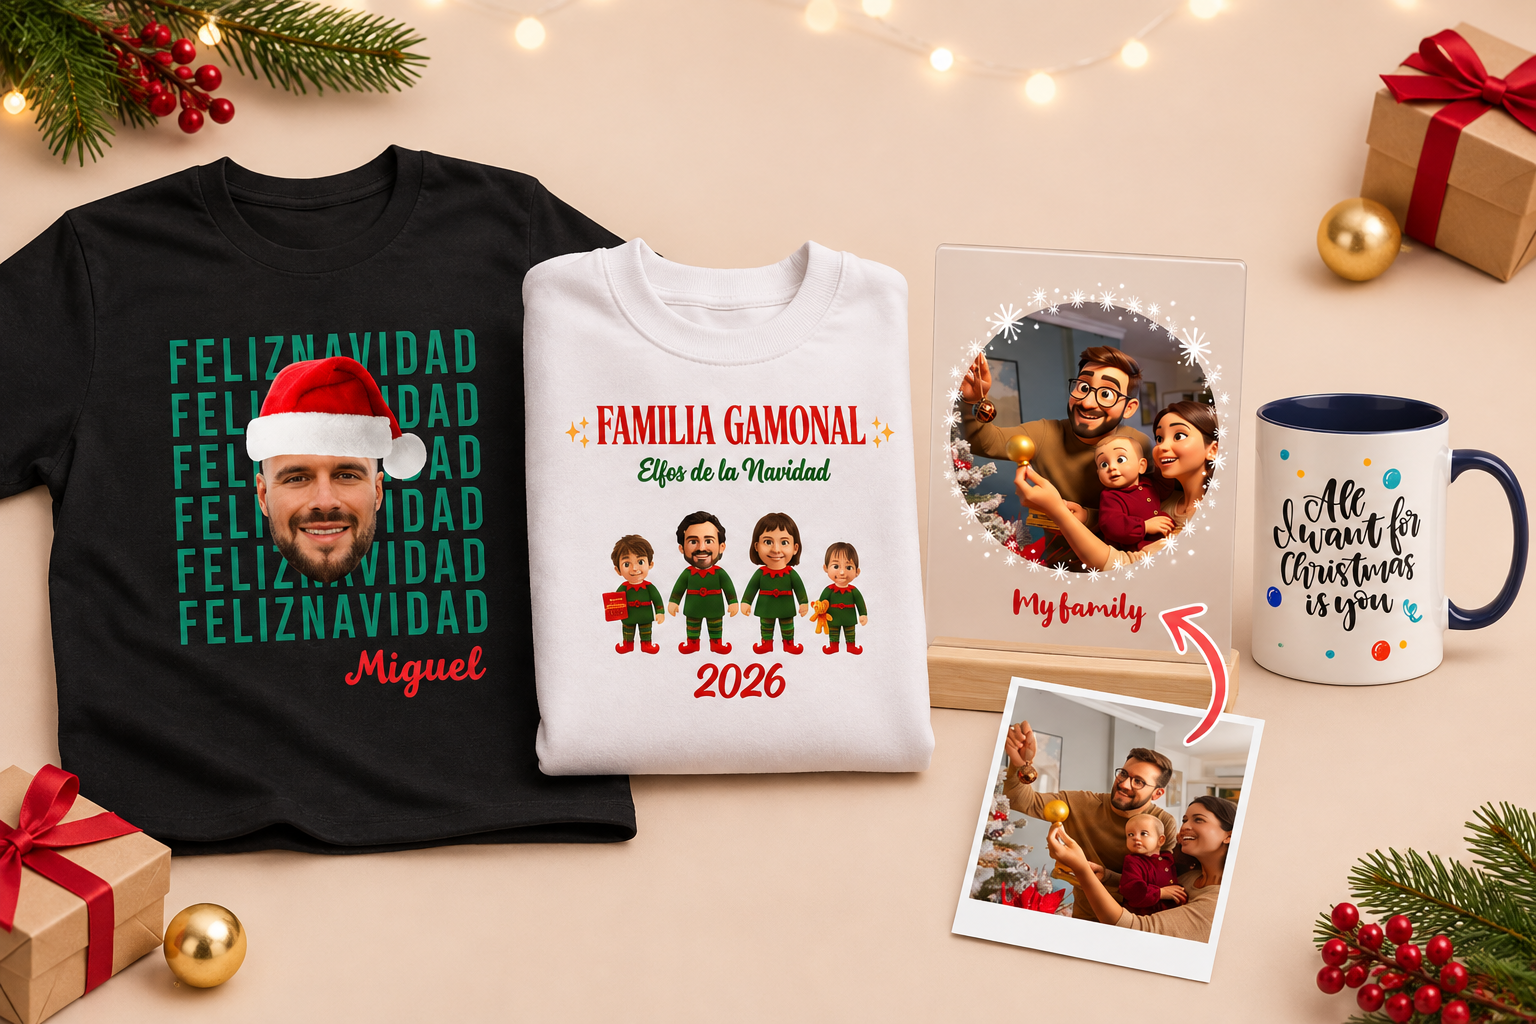 FELIZNAVIDAD
FELIZNAVIDAD
FELIZNAVIDAD
FELIZNAVIDAD
FELIZNAVIDAD
FELIZNAVIDAD
Miguel
FAMILIA GAMONAL
Elfos de la Navidad
2026
My family
All
I want for
Christmas
is you